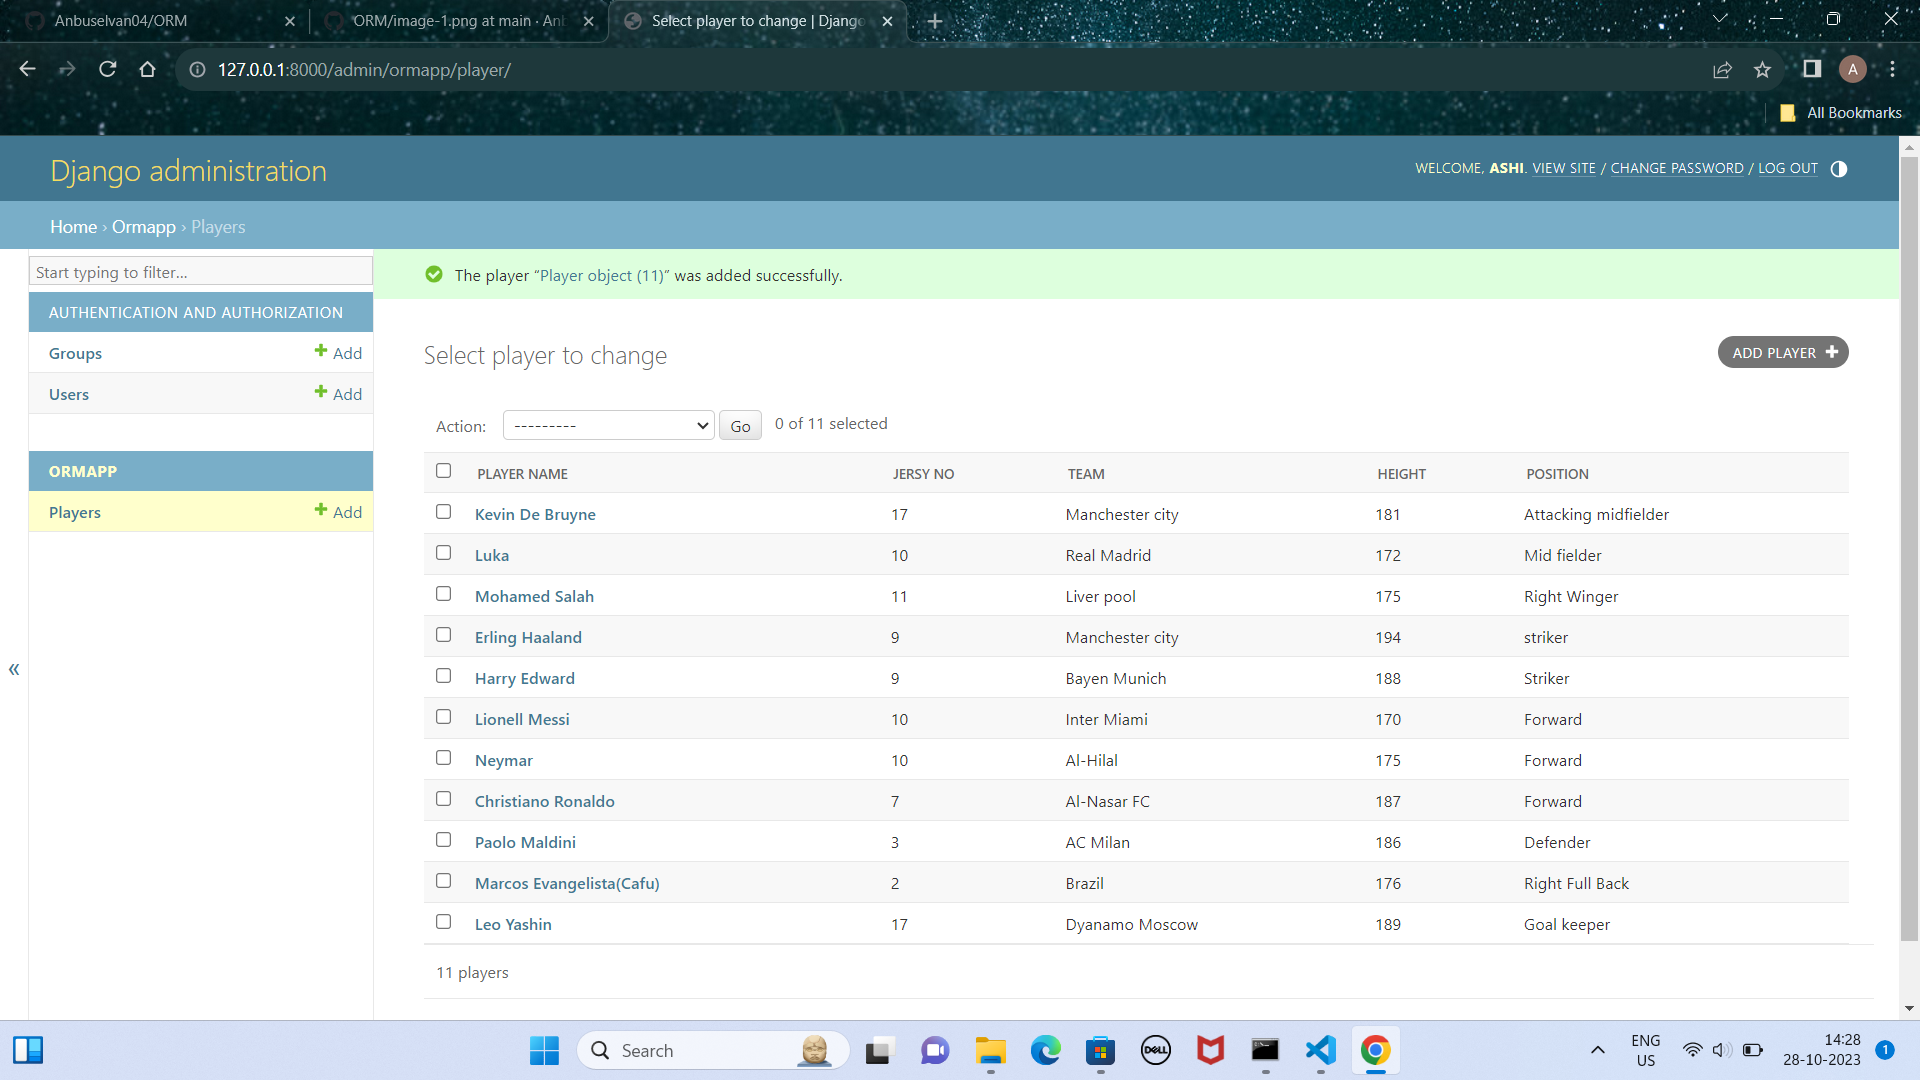 Anbuselvan04/ORM
ORM/image-1.png at main · Anb
Select player to change | Django
127.0.0.1:8000/admin/ormapp/player/
A
All Bookmarks
Django administration
WELCOME, ASHI. VIEW SITE / CHANGE PASSWORD / LOG OUT
Home › Ormapp › Players
Start typing to filter...
The player “Player object (11)” was added successfully.
AUTHENTICATION AND AUTHORIZATION
Groups Add
Users Add
ORMAPP
Players Add
Select player to change
ADD PLAYER
Action: --------- Go 0 of 11 selected
PLAYER NAME JERSY NO TEAM HEIGHT POSITION
Kevin De Bruyne 17 Manchester city 181 Attacking midfielder
Luka 10 Real Madrid 172 Mid fielder
Mohamed Salah 11 Liver pool 175 Right Winger
Erling Haaland 9 Manchester city 194 striker
Harry Edward 9 Bayen Munich 188 Striker
Lionell Messi 10 Inter Miami 170 Forward
Neymar 10 Al-Hilal 175 Forward
Christiano Ronaldo 7 Al-Nasar FC 187 Forward
Paolo Maldini 3 AC Milan 186 Defender
Marcos Evangelista(Cafu) 2 Brazil 176 Right Full Back
Leo Yashin 17 Dyanamo Moscow 189 Goal keeper
11 players
Search
DELL
ENG
US
14:28
28-10-2023
1